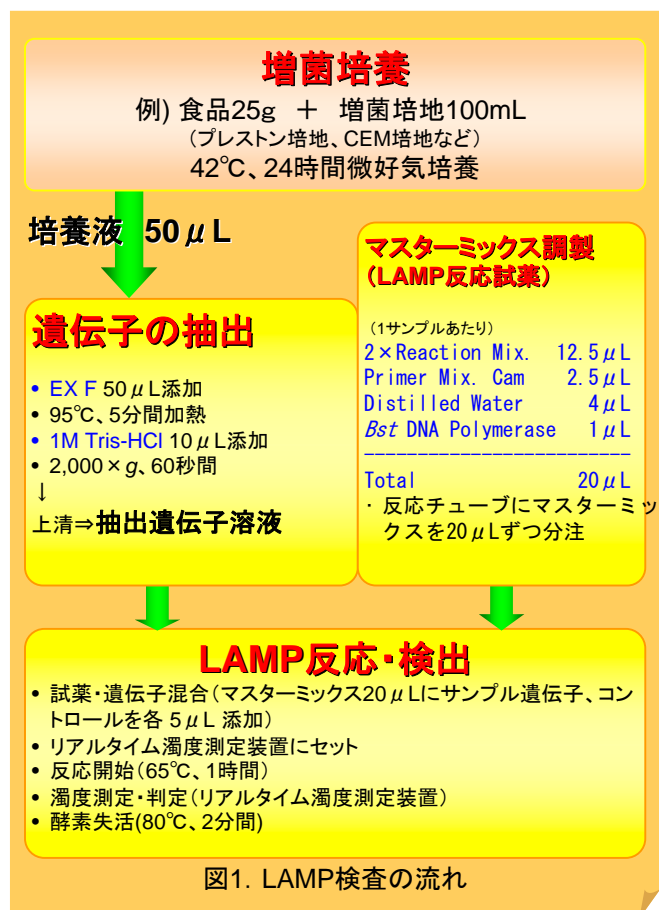 増菌培養
例) 食品25g ＋ 増菌培地100mL
（プレストン培地、CEM培地など）
42℃、24時間微好気培養
培養液 50μL
遺伝子の抽出
• EX F 50μL添加
• 95℃、5分間加熱
• 1M Tris-HCl 10μL添加
• 2,000×g、60秒間
↓
上清⇒抽出遺伝子溶液
マスターミックス調製
（LAMP反応試薬）
（1サンプルあたり）
2×Reaction Mix. 12.5μL
Primer Mix. Cam 2.5μL
Distilled Water 4μL
Bst DNA Polymerase 1μL
--------------------------
Total 20μL
・反応チューブにマスターミッ
クスを20μLずつ分注
LAMP反応・検出
• 試薬・遺伝子混合（マスターミックス20μLにサンプル遺伝子、コン
トロールを各 5μL 添加）
• リアルタイム濁度測定装置にセット
• 反応開始（65℃、1時間）
• 濁度測定・判定（リアルタイム濁度測定装置）
• 酵素失活(80℃、2分間)
図1. LAMP検査の流れ